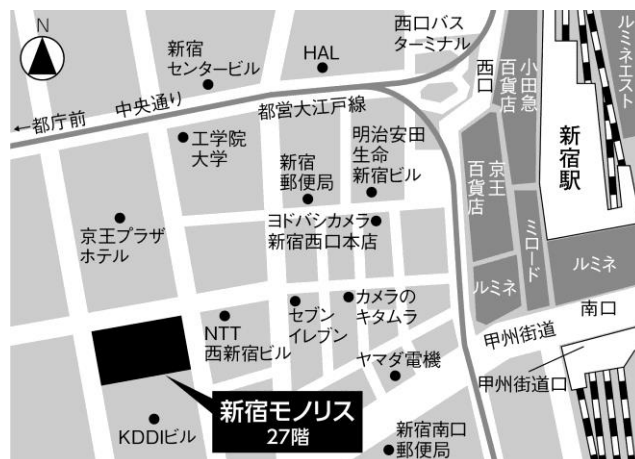 N
西口バス
ターミナル
HAL
新宿
センタービル
西口
小田急
百貨店
ルミネエスト
←都庁前
中央通り
都営大江戸線
工学院
大学
新宿
郵便局
明治安田
生命
新宿ビル
京王
百貨店
新宿駅
京王プラザ
ホテル
ヨドバシカメラ
新宿西口本店
ミロード
ルミネ
ルミネ
南口
NTT
西新宿ビル
セブン
イレブン
カメラの
キタムラ
甲州街道
ヤマダ電機
甲州街道口
新宿モノリス
27階
KDDIビル
新宿南口
郵便局